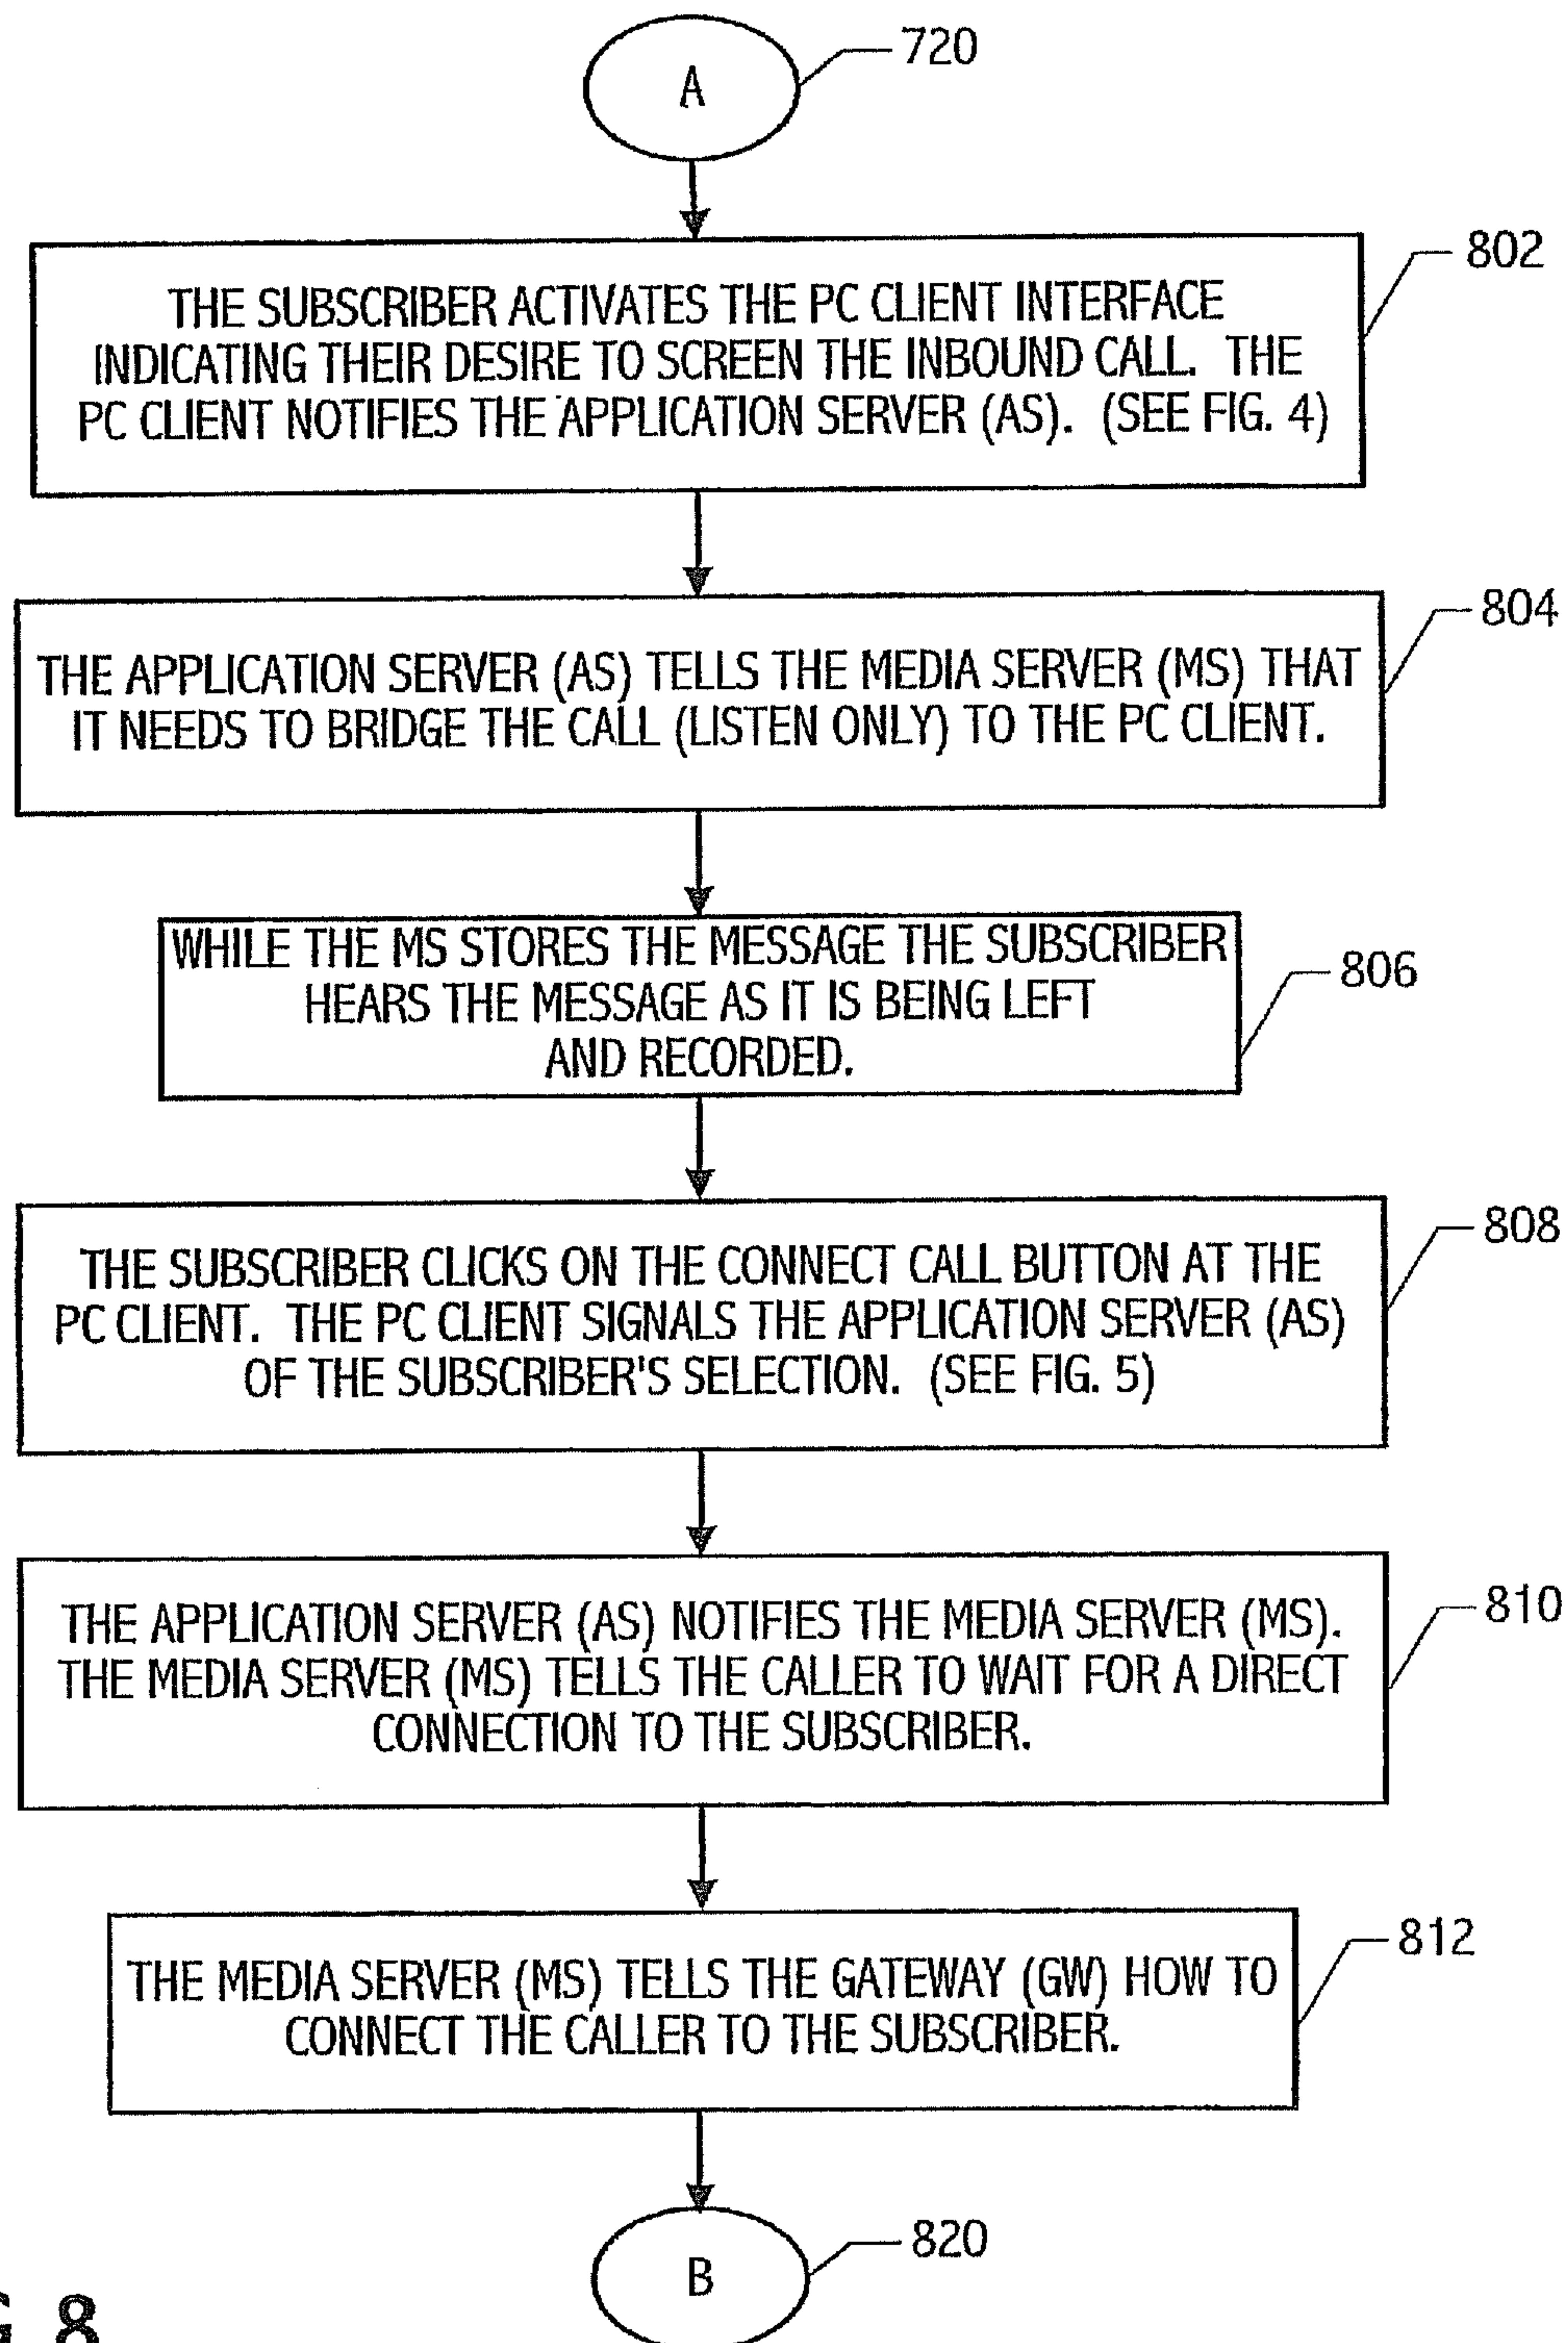 A
720
802
THE SUBSCRIBER ACTIVATES THE PC CLIENT INTERFACE
INDICATING THEIR DESIRE TO SCREEN THE INBOUND CALL. THE
PC CLIENT NOTIFIES THE APPLICATION SERVER (AS). (SEE FIG. 4)
804
THE APPLICATION SERVER (AS) TELLS THE MEDIA SERVER (MS) THAT
IT NEEDS TO BRIDGE THE CALL (LISTEN ONLY) TO THE PC CLIENT.
WHILE THE MS STORES THE MESSAGE THE SUBSCRIBER
HEARS THE MESSAGE AS IT IS BEING LEFT
AND RECORDED.
806
808
THE SUBSCRIBER CLICKS ON THE CONNECT CALL BUTTON AT THE
PC CLIENT. THE PC CLIENT SIGNALS THE APPLICATION SERVER (AS)
OF THE SUBSCRIBER'S SELECTION. (SEE FIG. 5)
810
THE APPLICATION SERVER (AS) NOTIFIES THE MEDIA SERVER (MS).
THE MEDIA SERVER (MS) TELLS THE CALLER TO WAIT FOR A DIRECT
CONNECTION TO THE SUBSCRIBER.
812
THE MEDIA SERVER (MS) TELLS THE GATEWAY (GW) HOW TO
CONNECT THE CALLER TO THE SUBSCRIBER.
B
820
8